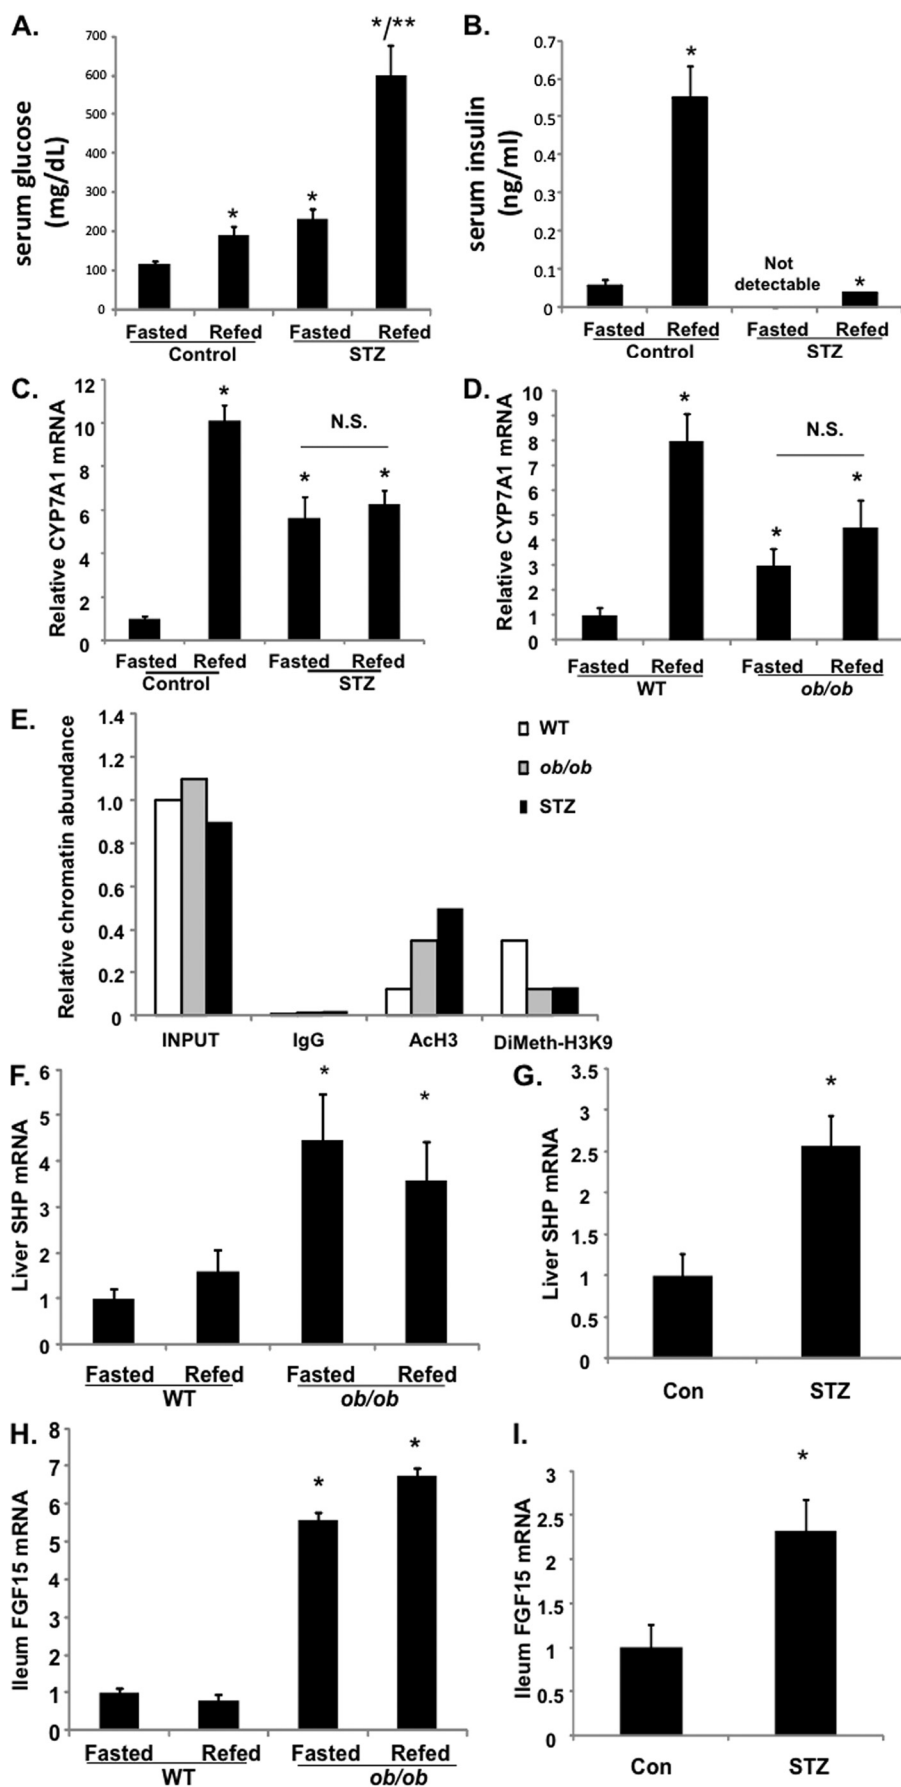 A.
serum glucose
(mg/dL)
700
600
500
400
300
200
100
0
*
*
*/**
Fasted Refed Fasted Refed
Control STZ
B.
serum insulin
(ng/ml)
0.7
0.6
0.5
0.4
0.3
0.2
0.1
0
*
Not
detectable
*
Fasted Refed Fasted Refed
Control STZ
C.
Relative CYP7A1 mRNA
12
10
8
6
4
2
0
*
N.S.
*
*
Fasted Refed Fasted Refed
Control STZ
D.
Relative CYP7A1 mRNA
10
9
8
7
6
5
4
3
2
1
0
*
N.S.
*
*
Fasted Refed Fasted Refed
WT ob/ob
E.
Relative chromatin abundance
1.4
1.2
1.0
0.8
0.6
0.4
0.2
0
WT
ob/ob
STZ
INPUT IgG AcH3 DiMeth-H3K9
F.
Liver SHP mRNA
6
5
4
3
2
1
0
*
*
Fasted Refed Fasted Refed
WT ob/ob
G.
Liver SHP mRNA
3.5
3
2.5
2
1.5
1
0.5
0
*
Con STZ
H.
Ileum FGF15 mRNA
8
7
6
5
4
3
2
1
0
*
*
Fasted Refed Fasted Refed
WT ob/ob
I.
Ileum FGF15 mRNA
3
2.5
2
1.5
1
0.5
0
*
Con STZ